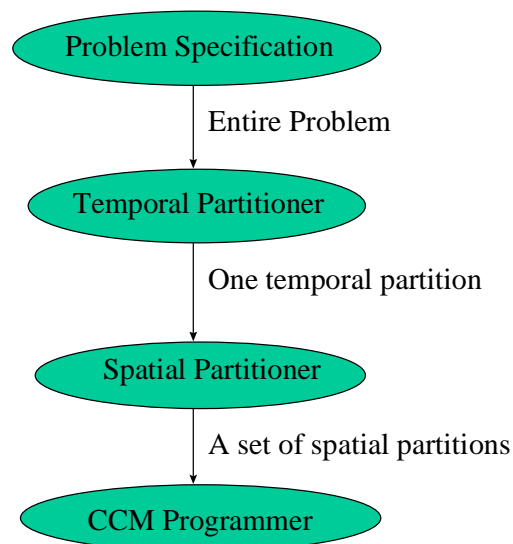 Problem Specification
Entire Problem
Temporal Partitioner
One temporal partition
Spatial Partitioner
A set of spatial partitions
CCM Programmer